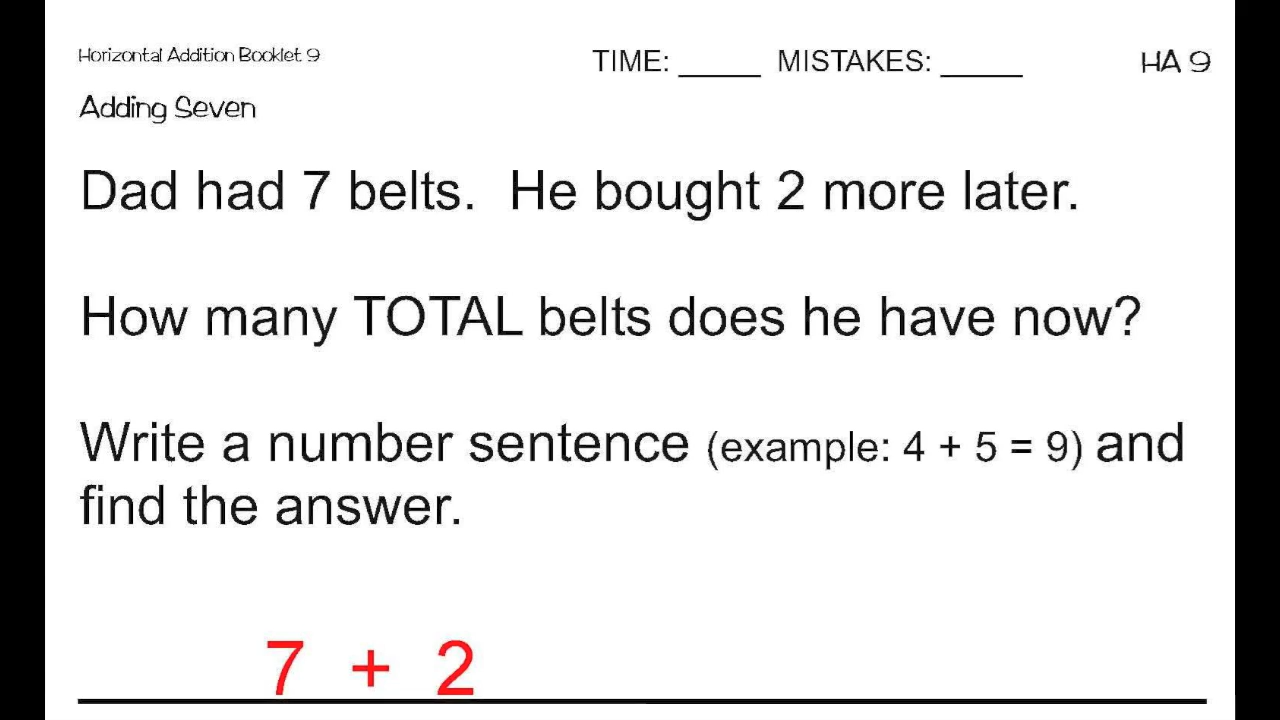 Horizontal Addition Booklet 9
TIME: _____ MISTAKES: _____
HA 9
Adding Seven
Dad had 7 belts. He bought 2 more later.
How many TOTAL belts does he have now?
Write a number sentence (example: 4 + 5 = 9) and
find the answer.
7 + 2